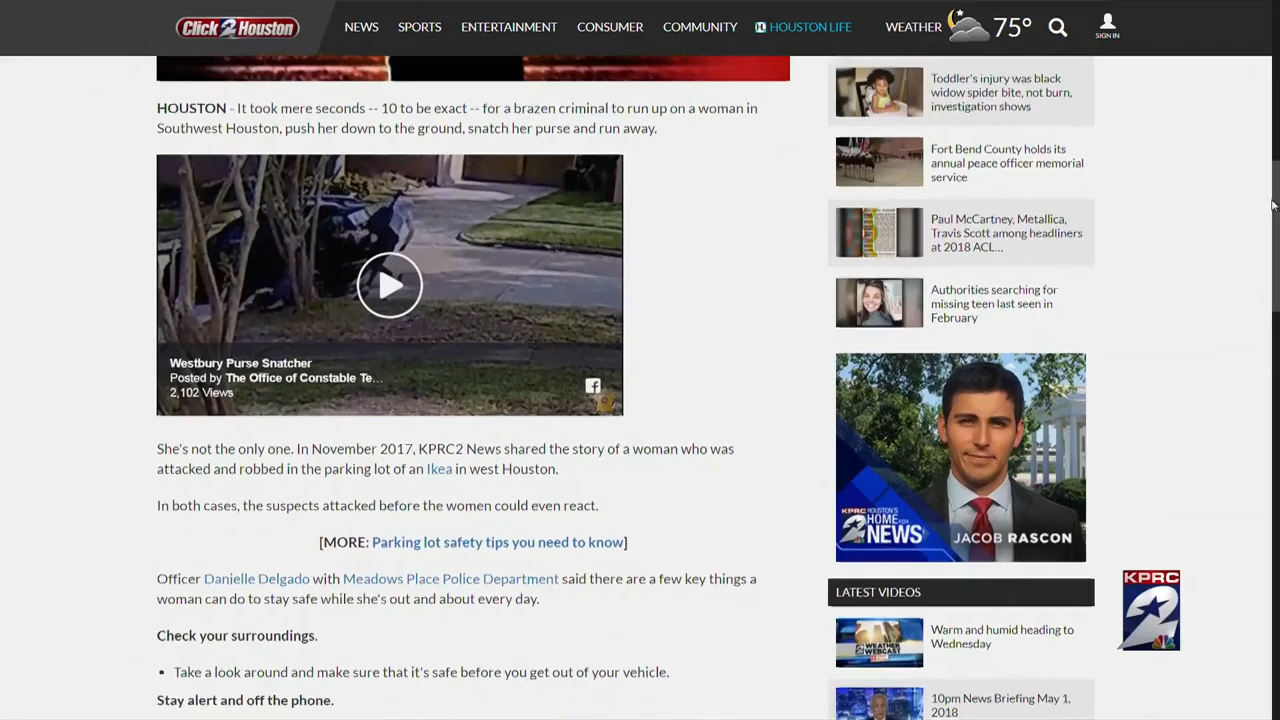 Click 2 Houston
NEWS SPORTS ENTERTAINMENT CONSUMER COMMUNITY HOUSTON LIFE WEATHER 75° SIGN IN
HOUSTON - It took mere seconds -- 10 to be exact -- for a brazen criminal to run up on a woman in
Southwest Houston, push her down to the ground, snatch her purse and run away.
Westbury Purse Snatcher
Posted by The Office of Constable Te...
2,102 Views
She's not the only one. In November 2017, KPRC2 News shared the story of a woman who was
attacked and robbed in the parking lot of an Ikea in west Houston.
In both cases, the suspects attacked before the women could even react.
[MORE: Parking lot safety tips you need to know]
Officer Danielle Delgado with Meadows Place Police Department said there are a few key things a
woman can do to stay safe while she's out and about every day.
Check your surroundings.
• Take a look around and make sure that it's safe before you get out of your vehicle.
Stay alert and off the phone.
Toddler's injury was black
widow spider bite, not burn,
investigation shows
Fort Bend County holds its
annual peace officer memorial
service
Paul McCartney, Metallica,
Travis Scott among headliners
at 2018 ACL...
Authorities searching for
missing teen last seen in
February
KPRC HOUSTON'S
2 HOME FOR
NEWS
JACOB RASCON
LATEST VIDEOS
WEATHER
WEBCAST
Warm and humid heading to
Wednesday
10pm News Briefing May 1,
2018
KPRC
2